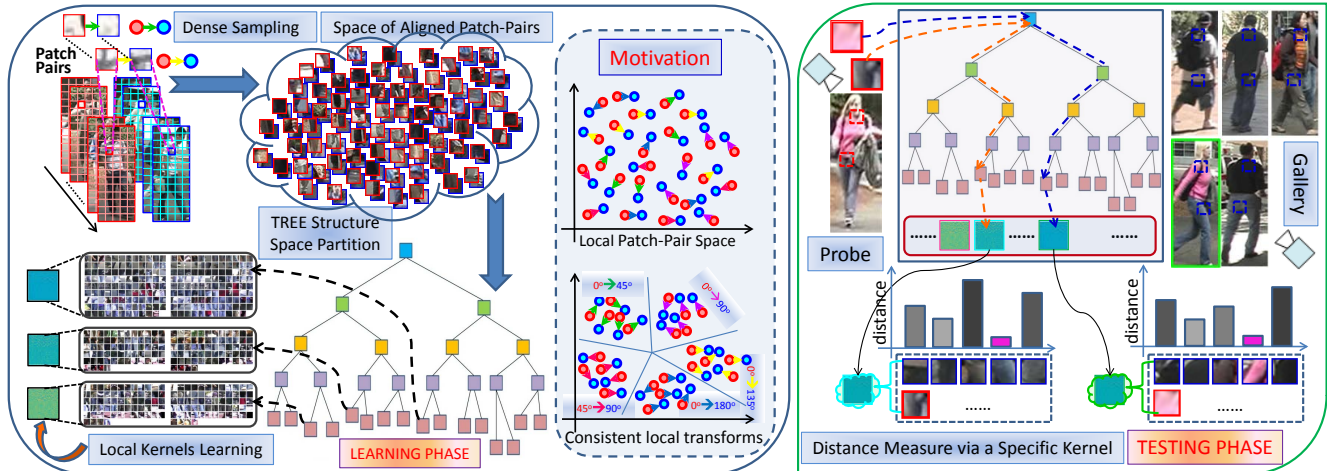 Dense Sampling
Space of Aligned Patch-Pairs
Patch
Pairs
TREE Structure
Space Partition
Local Kernels Learning
LEARNING PHASE
Motivation
Local Patch-Pair Space
0° → 45°
0° → 90°
45° → 90°
0° → 180°
0° → 135°
Consistent local transforms
Probe
Gallery
...... ...... ......
distance
distance
......
......
Distance Measure via a Specific Kernel
TESTING PHASE